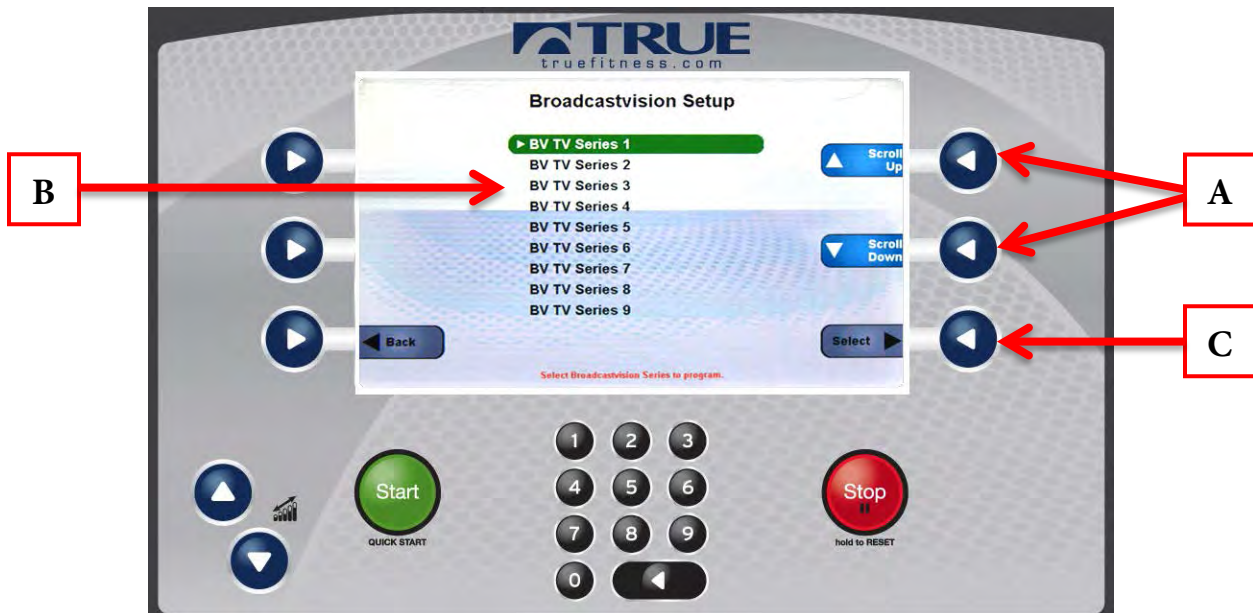 TRUE
truefitness.com
Broadcastvision Setup
BV TV Series 1
BV TV Series 2
BV TV Series 3
BV TV Series 4
BV TV Series 5
BV TV Series 6
BV TV Series 7
BV TV Series 8
BV TV Series 9
Scroll
Up
Scroll
Down
Back
Select
Select Broadcastvision Series to program.
B
A
C
Start
QUICK START
1 2 3
4 5 6
7 8 9
0
Stop
hold to RESET